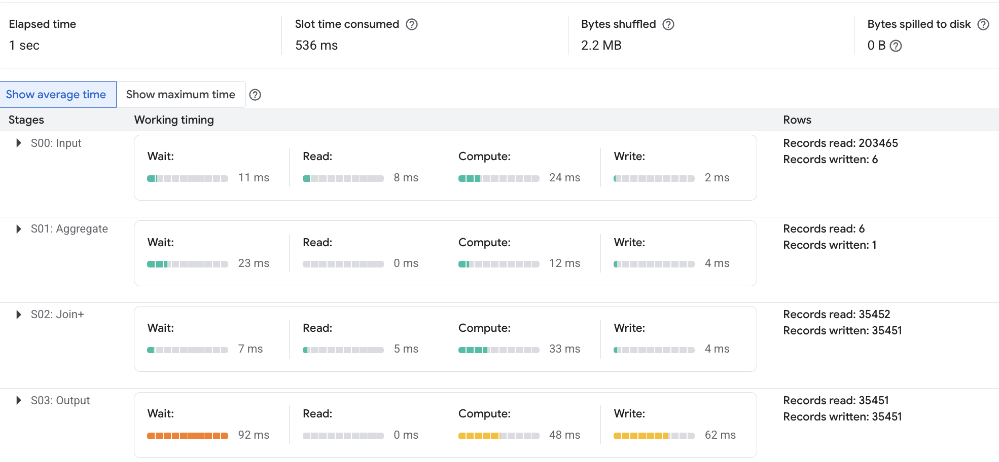 Elapsed time
1 sec
Slot time consumed
536 ms
Bytes shuffled
2.2 MB
Bytes spilled to disk
0 B
Show average time
Show maximum time
Stages
Working timing
Rows
S00: Input
Wait:
11 ms
Read:
8 ms
Compute:
24 ms
Write:
2 ms
Records read: 203465
Records written: 6
S01: Aggregate
Wait:
23 ms
Read:
0 ms
Compute:
12 ms
Write:
4 ms
Records read: 6
Records written: 1
S02: Join+
Wait:
7 ms
Read:
5 ms
Compute:
33 ms
Write:
4 ms
Records read: 35452
Records written: 35451
S03: Output
Wait:
92 ms
Read:
0 ms
Compute:
48 ms
Write:
62 ms
Records read: 35451
Records written: 35451